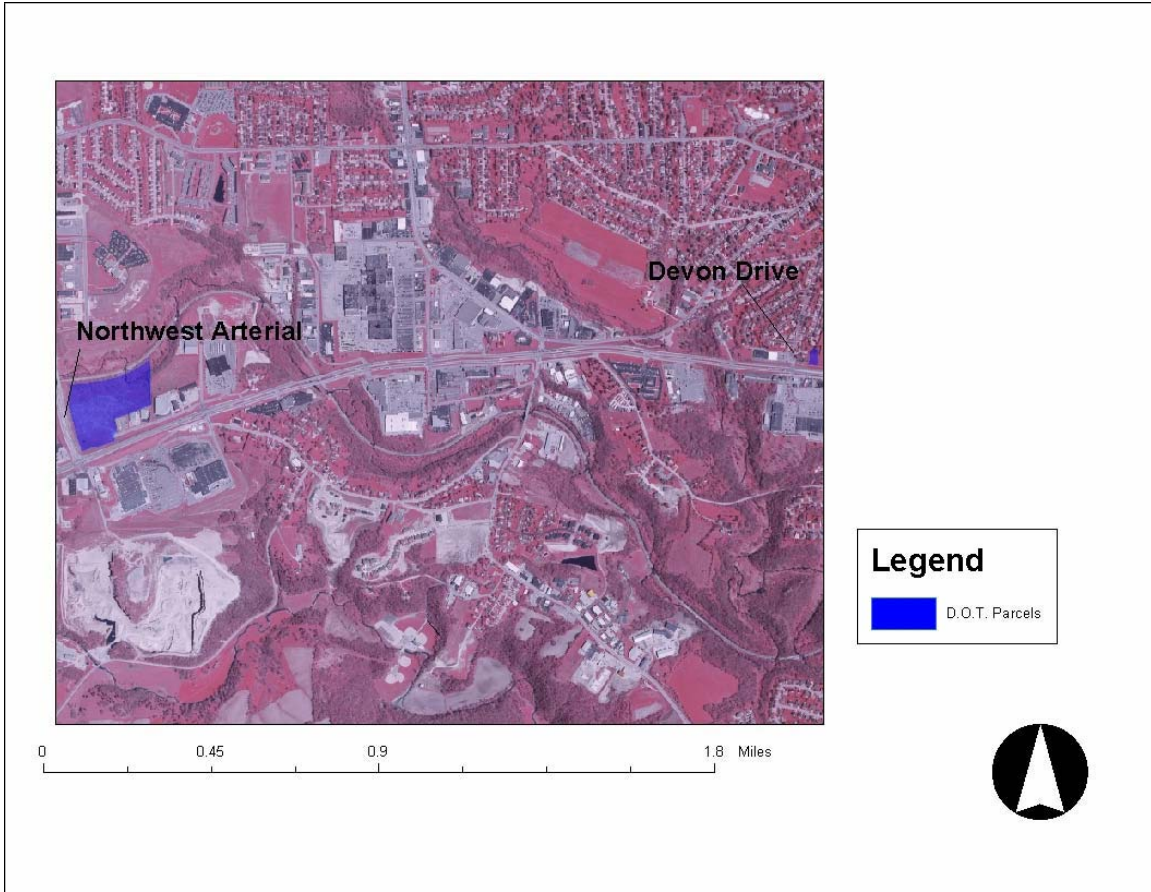 Devon Drive
Northwest Arterial
Legend
D.O.T. Parcels
0 0.45 0.9 1.8 Miles